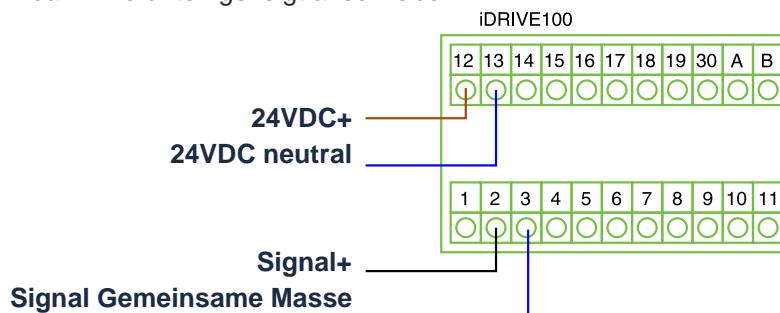 iDRIVE100
12 13 14 15 16 17 18 19 30 A B
24VDC+
24VDC neutral
1 2 3 4 5 6 7 8 9 10 11
Signal+
Signal Gemeinsame Masse